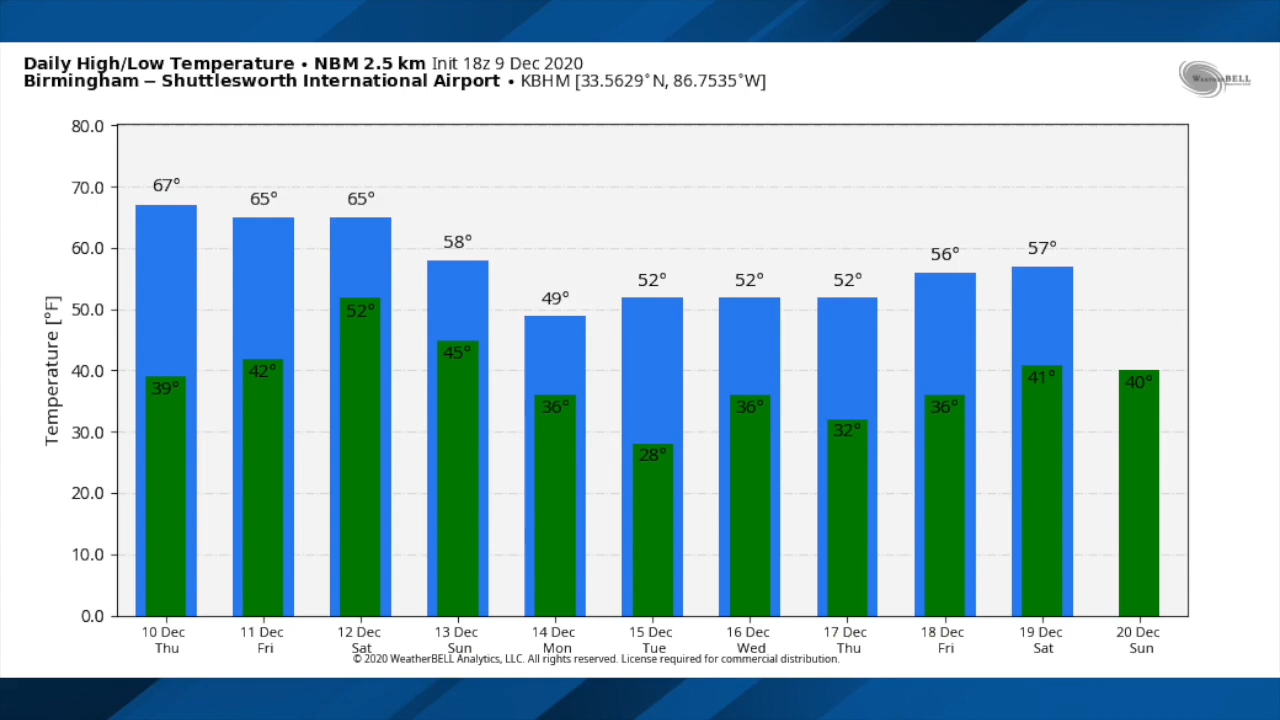 Daily High/Low Temperature • NBM 2.5 km Init 18z 9 Dec 2020
Birmingham – Shuttlesworth International Airport • KBHM [33.5629°N, 86.7535°W]
WeatherBELL
80.0
70.0
60.0
50.0
40.0
30.0
20.0
10.0
0.0
Temperature [°F]
67° 65° 65° 58° 49° 52° 52° 52° 56° 57°
39° 42° 52° 45° 36° 28° 36° 32° 36° 41° 40°
10 Dec 11 Dec 12 Dec 13 Dec 14 Dec 15 Dec 16 Dec 17 Dec 18 Dec 19 Dec 20 Dec
Thu Fri Sat Sun Mon Tue Wed Thu Fri Sat Sun
© 2020 WeatherBELL Analytics, LLC. All rights reserved. License required for commercial distribution.